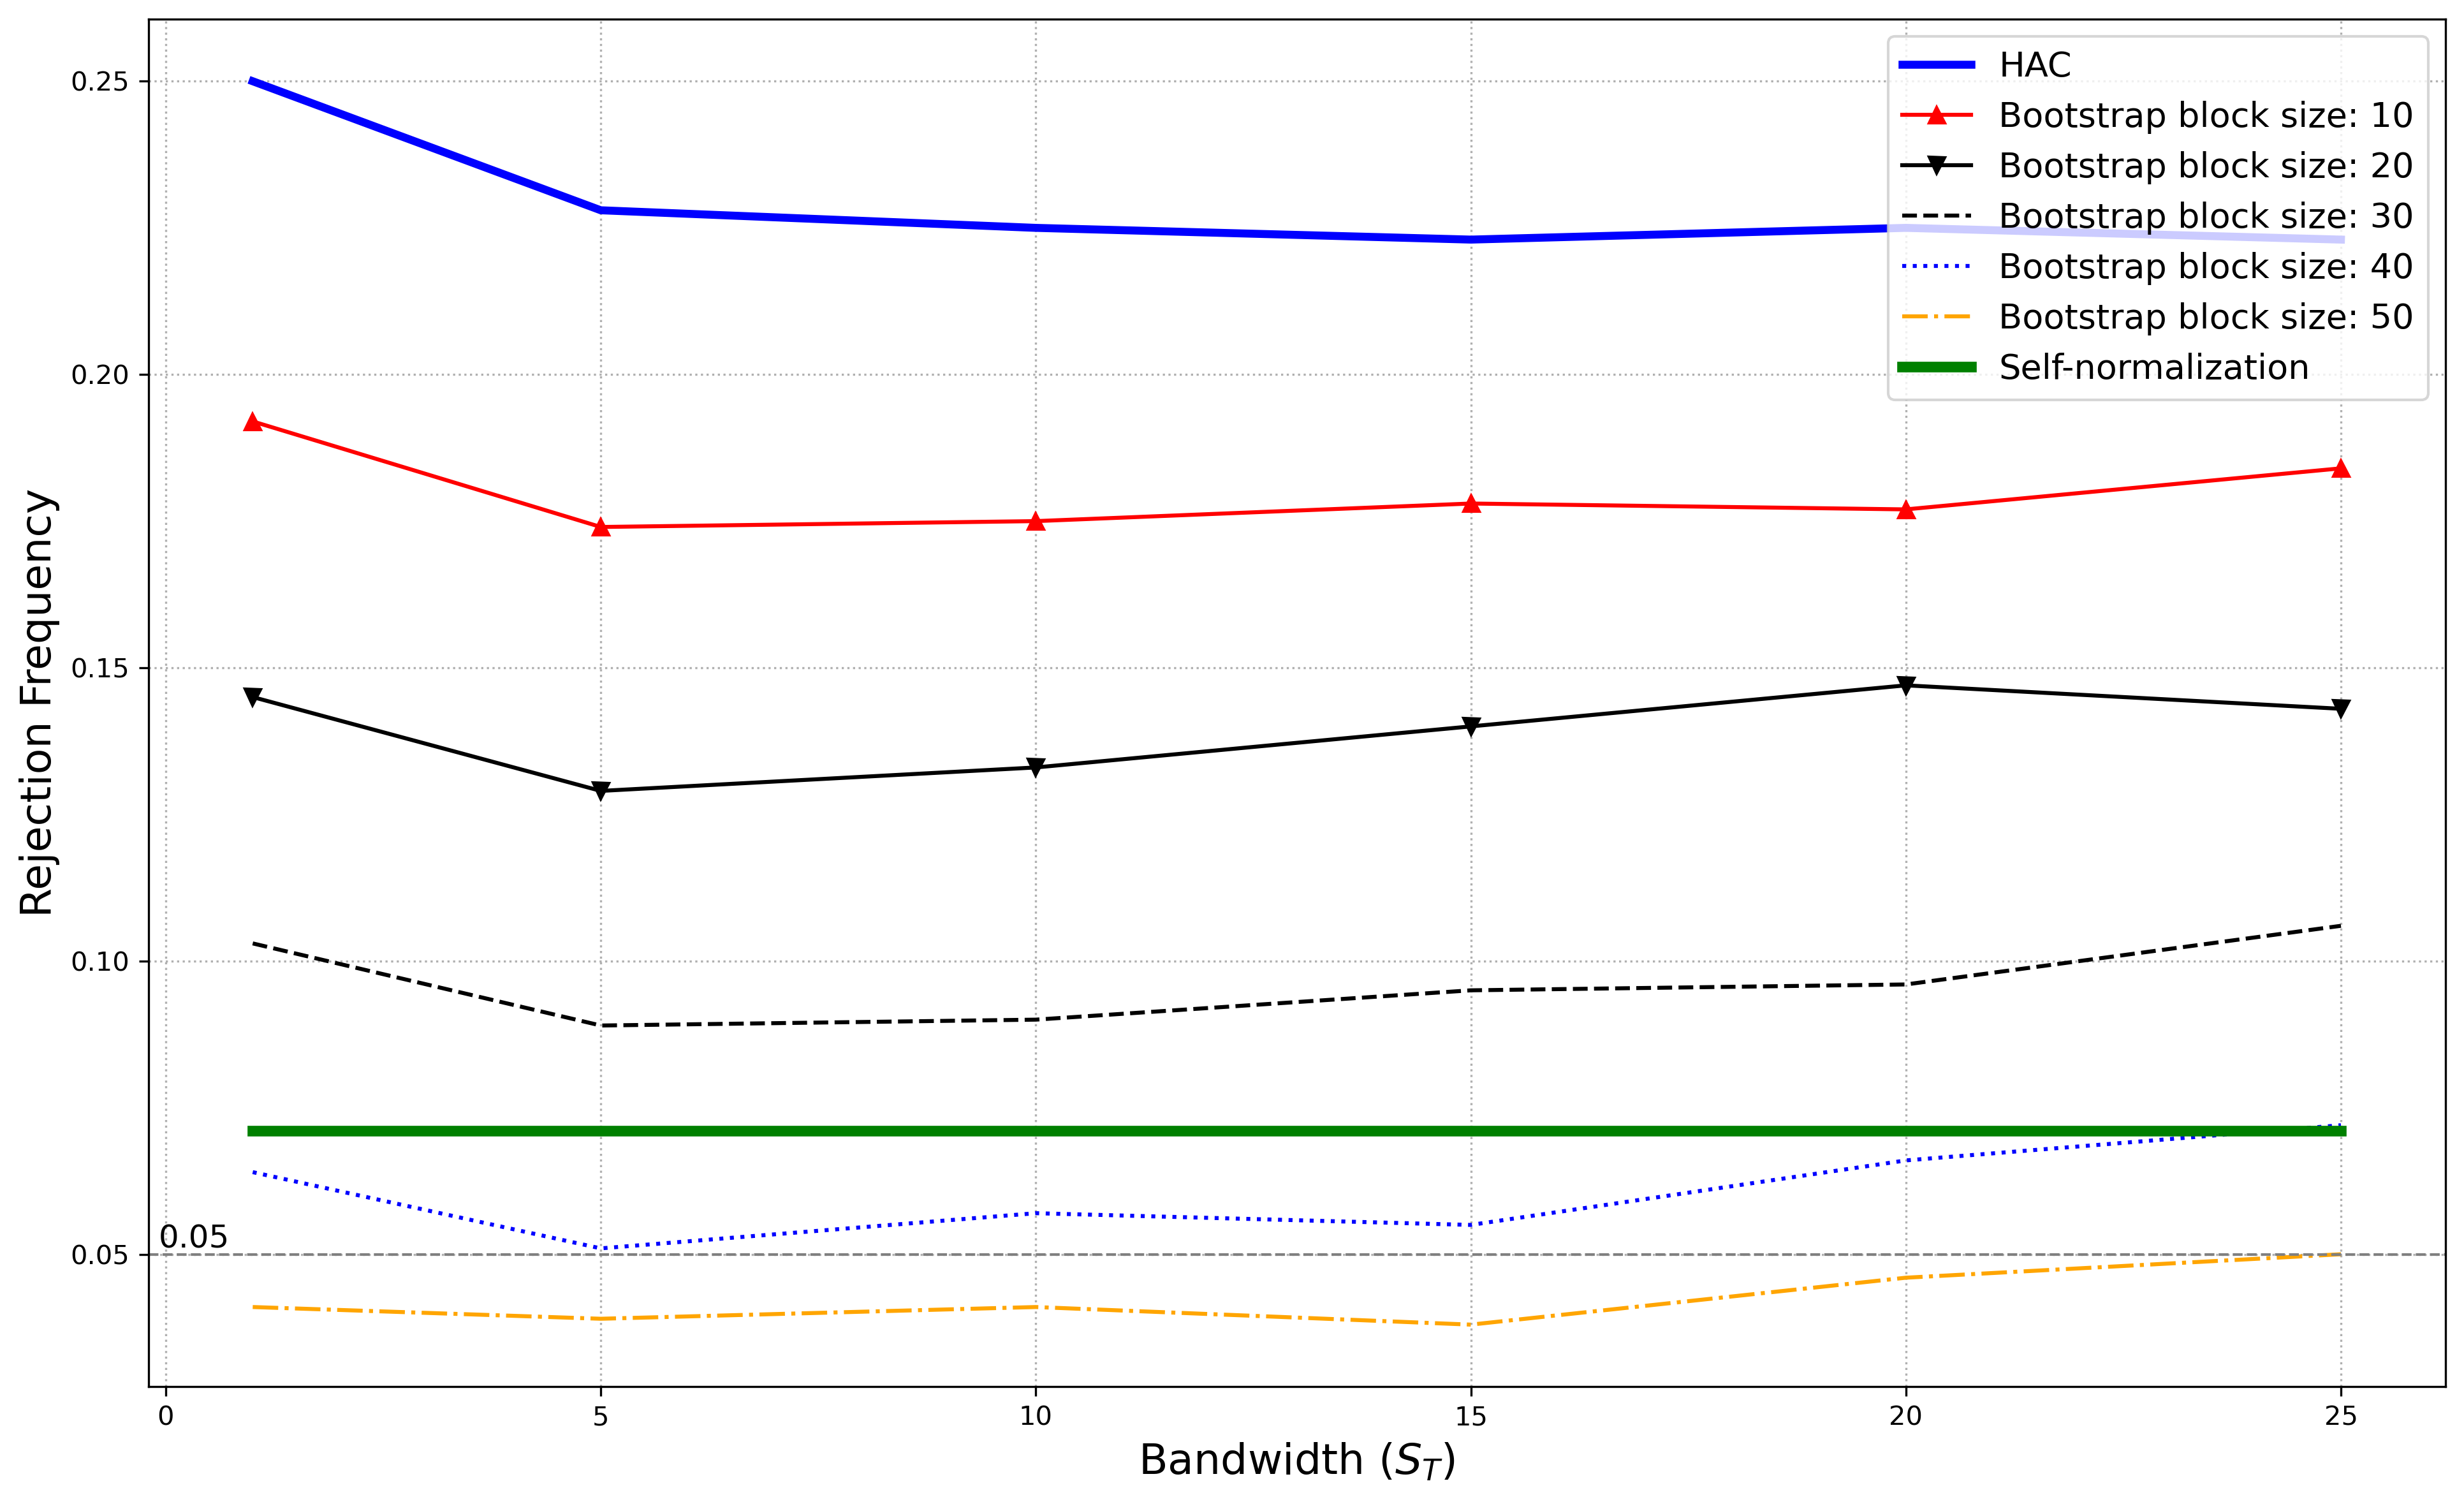 HAC
Bootstrap block size: 10
Bootstrap block size: 20
Bootstrap block size: 30
Bootstrap block size: 40
Bootstrap block size: 50
Self-normalization
Rejection Frequency
0.25
0.20
0.15
0.10
0.05
0.05
0 5 10 15 20 25
Bandwidth ($S_T$)